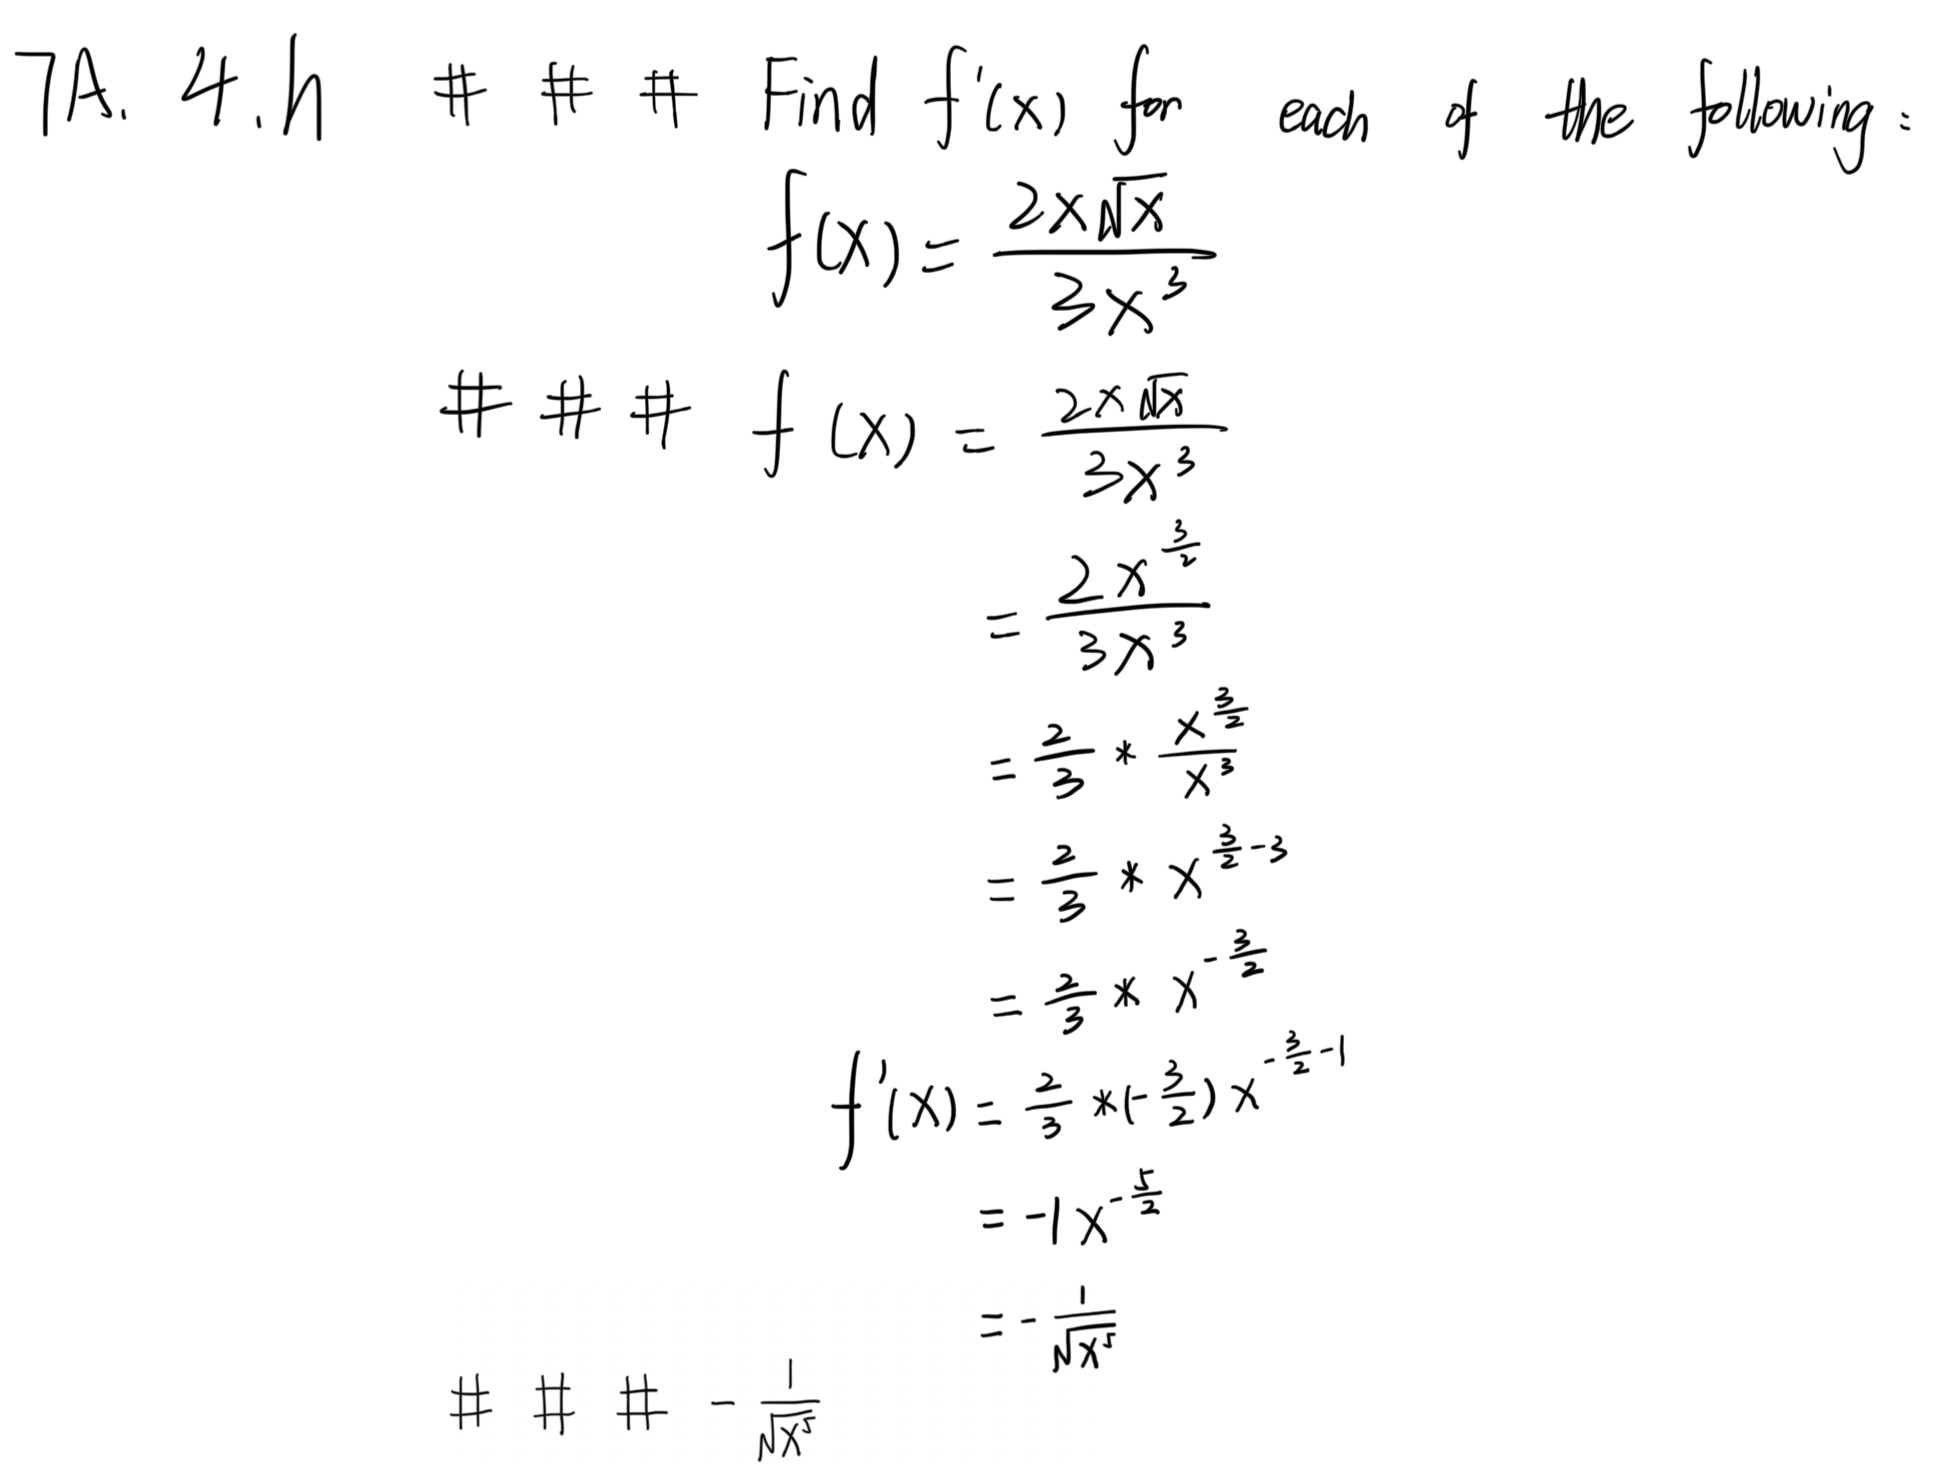 7A. 4.h # # # Find f'(x) for each of the following:
f(x) = \frac{2x\sqrt{x}}{3x^3}
# # # f(x) = \frac{2x\sqrt{x}}{3x^3}
= \frac{2x^{\frac{3}{2}}}{3x^3}
= \frac{2}{3} * \frac{x^{\frac{3}{2}}}{x^3}
= \frac{2}{3} * x^{\frac{3}{2}-3}
= \frac{2}{3} * x^{-\frac{3}{2}}
f'(x) = \frac{2}{3} * (-\frac{3}{2}) x^{-\frac{3}{2}-1}
= -1x^{-\frac{5}{2}}
= -\frac{1}{\sqrt{x^5}}
# # # -\frac{1}{\sqrt{x^5}}